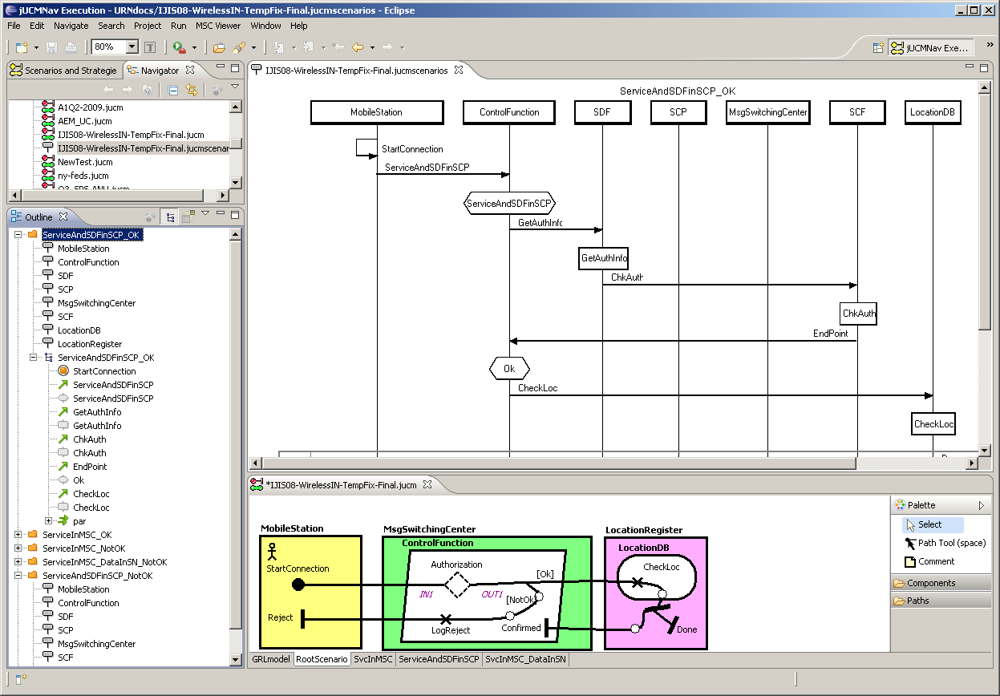 jUCMNav Execution - URNdocs/IJIS08-WirelessIN-TempFix-Final.jucmscenarios - Eclipse
File Edit Navigate Search Project Run MSC Viewer Window Help
80% T jUCMNav Exe... »
Scenarios and Strategie Navigator
A1Q2-2009.jucm
AEM_UC.jucm
IJIS08-WirelessIN-TempFix-Final.jucm
IJIS08-WirelessIN-TempFix-Final.jucmscenar
NewTest.jucm
ny-feds.jucm
Outline
ServiceAndSDFinSCP_OK
MobileStation
ControlFunction
SDF
SCP
MsgSwitchingCenter
SCF
LocationDB
LocationRegister
ServiceAndSDFinSCP_OK
StartConnection
ServiceAndSDFinSCP
ServiceAndSDFinSCP
GetAuthInfo
GetAuthInfo
ChkAuth
ChkAuth
EndPoint
Ok
CheckLoc
CheckLoc
par
ServiceInMSC_OK
ServiceInMSC_NotOK
ServiceInMSC_DataInSN_NotOK
ServiceAndSDFinSCP_NotOK
MobileStation
ControlFunction
SDF
SCP
MsgSwitchingCenter
SCF
IJIS08-WirelessIN-TempFix-Final.jucmscenarios
ServiceAndSDFinSCP_OK
MobileStation ControlFunction SDF SCP MsgSwitchingCenter SCF LocationDB
StartConnection
ServiceAndSDFinSCP
ServiceAndSDFinSCP
GetAuthInfo
GetAuthInfo
ChkAuth
ChkAuth
EndPoint
Ok
CheckLoc
CheckLoc
*IJIS08-WirelessIN-TempFix-Final.jucm
MobileStation
StartConnection
Reject
MsgSwitchingCenter
ControlFunction
Authorization
IN1 OUT1
[Ok]
[NotOk]
LogReject
Confirmed
LocationRegister
LocationDB
CheckLoc
Done
Palette
Select
Path Tool (space)
Comment
Components
Paths
GRLmodel RootScenario SvcInMSC ServiceAndSDFinSCP SvcInMSC_DataInSN